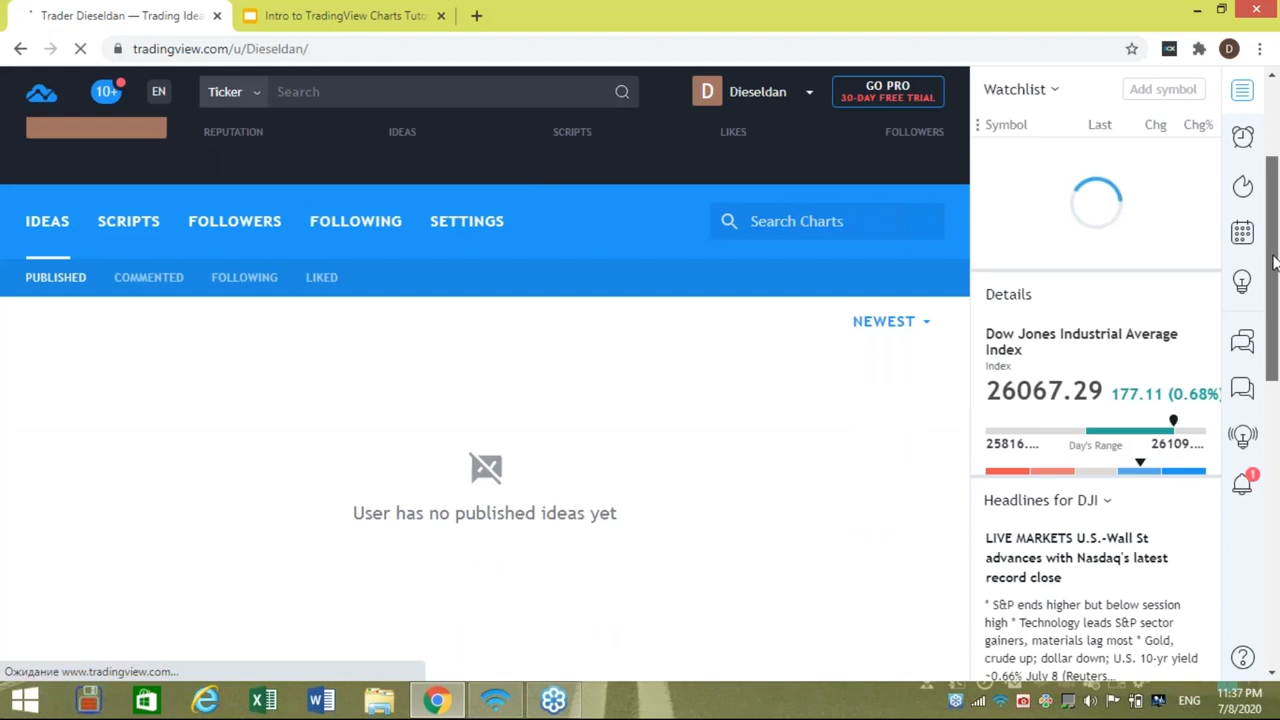 Trader Dieseldan — Trading Idea
Intro to TradingView Charts Tuto
tradingview.com/u/Dieseldan/
D
10+
EN
Ticker
Search
D
Dieseldan
GO PRO
30-DAY FREE TRIAL
REPUTATION
IDEAS
SCRIPTS
LIKES
FOLLOWERS
IDEAS
SCRIPTS
FOLLOWERS
FOLLOWING
SETTINGS
Search Charts
PUBLISHED
COMMENTED
FOLLOWING
LIKED
NEWEST
User has no published ideas yet
Watchlist
Add symbol
Symbol
Last
Chg
Chg%
Details
Dow Jones Industrial Average
Index
Index
26067.29
177.11 (0.68%)
25816....
Day's Range
26109....
Headlines for DJI
LIVE MARKETS U.S.-Wall St
advances with Nasdaq's latest
record close
* S&P ends higher but below session
high * Technology leads S&P sector
gainers, materials lag most * Gold,
crude up; dollar down; U.S. 10-yr yield
~0.66% July 8 (Reuters...
1
Ожидание www.tradingview.com...
ENG
11:37 PM
7/8/2020